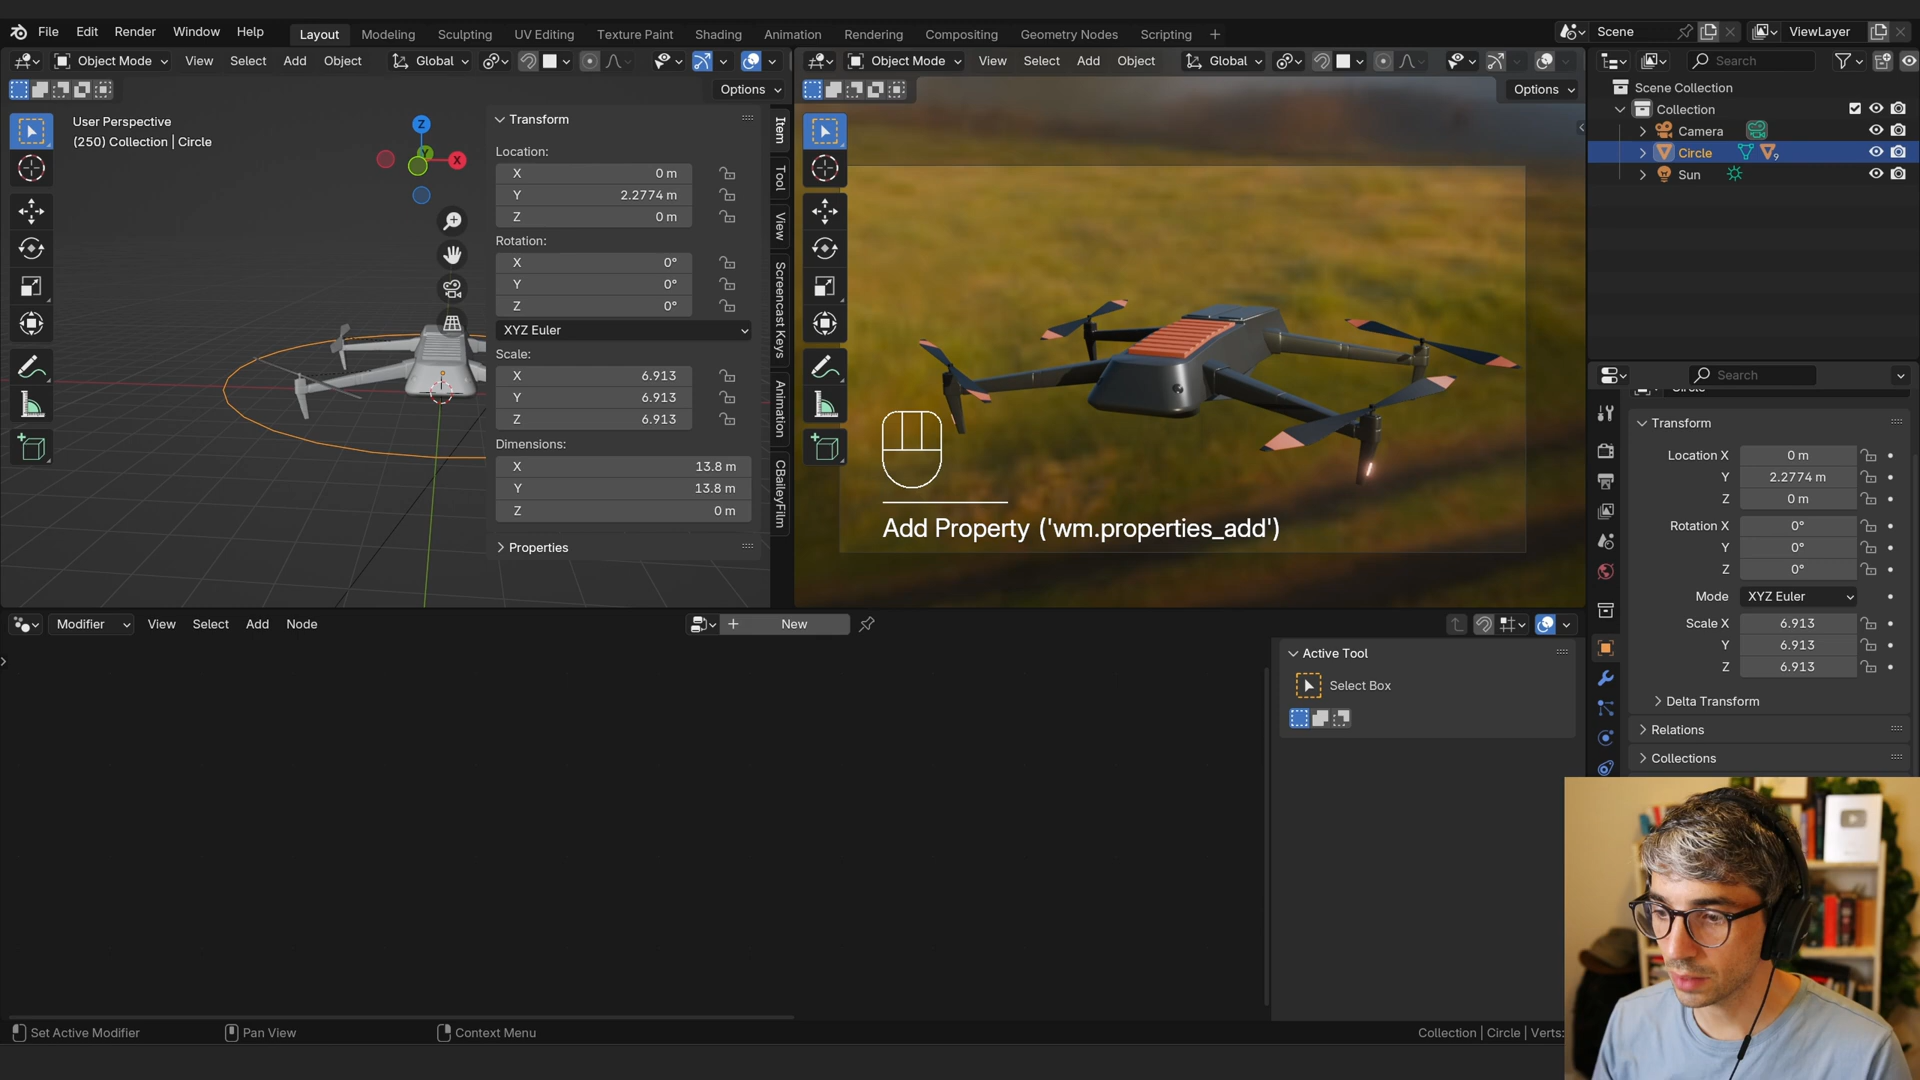 File Edit Render Window Help Layout Modeling Sculpting UV Editing Texture Paint Shading Animation Rendering Compositing Geometry Nodes Scripting Scene ViewLayer
Object Mode View Select Add Object Global
Options
User Perspective
(250) Collection | Circle
Z
Y
X
Transform
Location:
X 0 m
Y 2.2774 m
Z 0 m
Rotation:
X 0°
Y 0°
Z 0°
XYZ Euler
Scale:
X 6.913
Y 6.913
Z 6.913
Dimensions:
X 13.8 m
Y 13.8 m
Z 0 m
Properties
Item
Tool
View
Screencast Keys
Animation
CBaileyFilm
Object Mode View Select Add Object Global
Options
Add Property ('wm.properties_add')
Search
Scene Collection
Collection
Camera
Circle 9
Sun
Search
Transform
Location X 0 m
Y 2.2774 m
Z 0 m
Rotation X 0°
Y 0°
Z 0°
Mode XYZ Euler
Scale X 6.913
Y 6.913
Z 6.913
Delta Transform
Relations
Collections
Modifier View Select Add Node New
Active Tool
Select Box
Set Active Modifier Pan View Context Menu Collection | Circle | Verts: